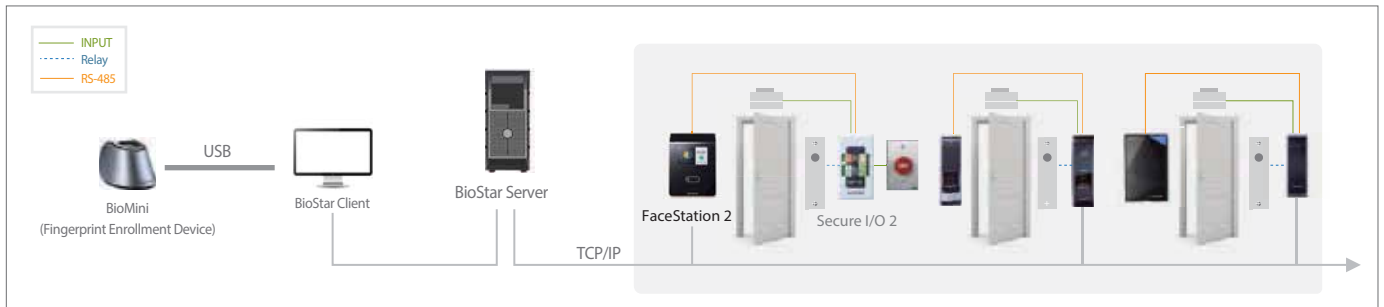 INPUT
Relay
RS-485
USB
BioMini
(Fingerprint Enrollment Device)
BioStar Client
BioStar Server
TCP/IP
FaceStation 2
Secure I/O 2